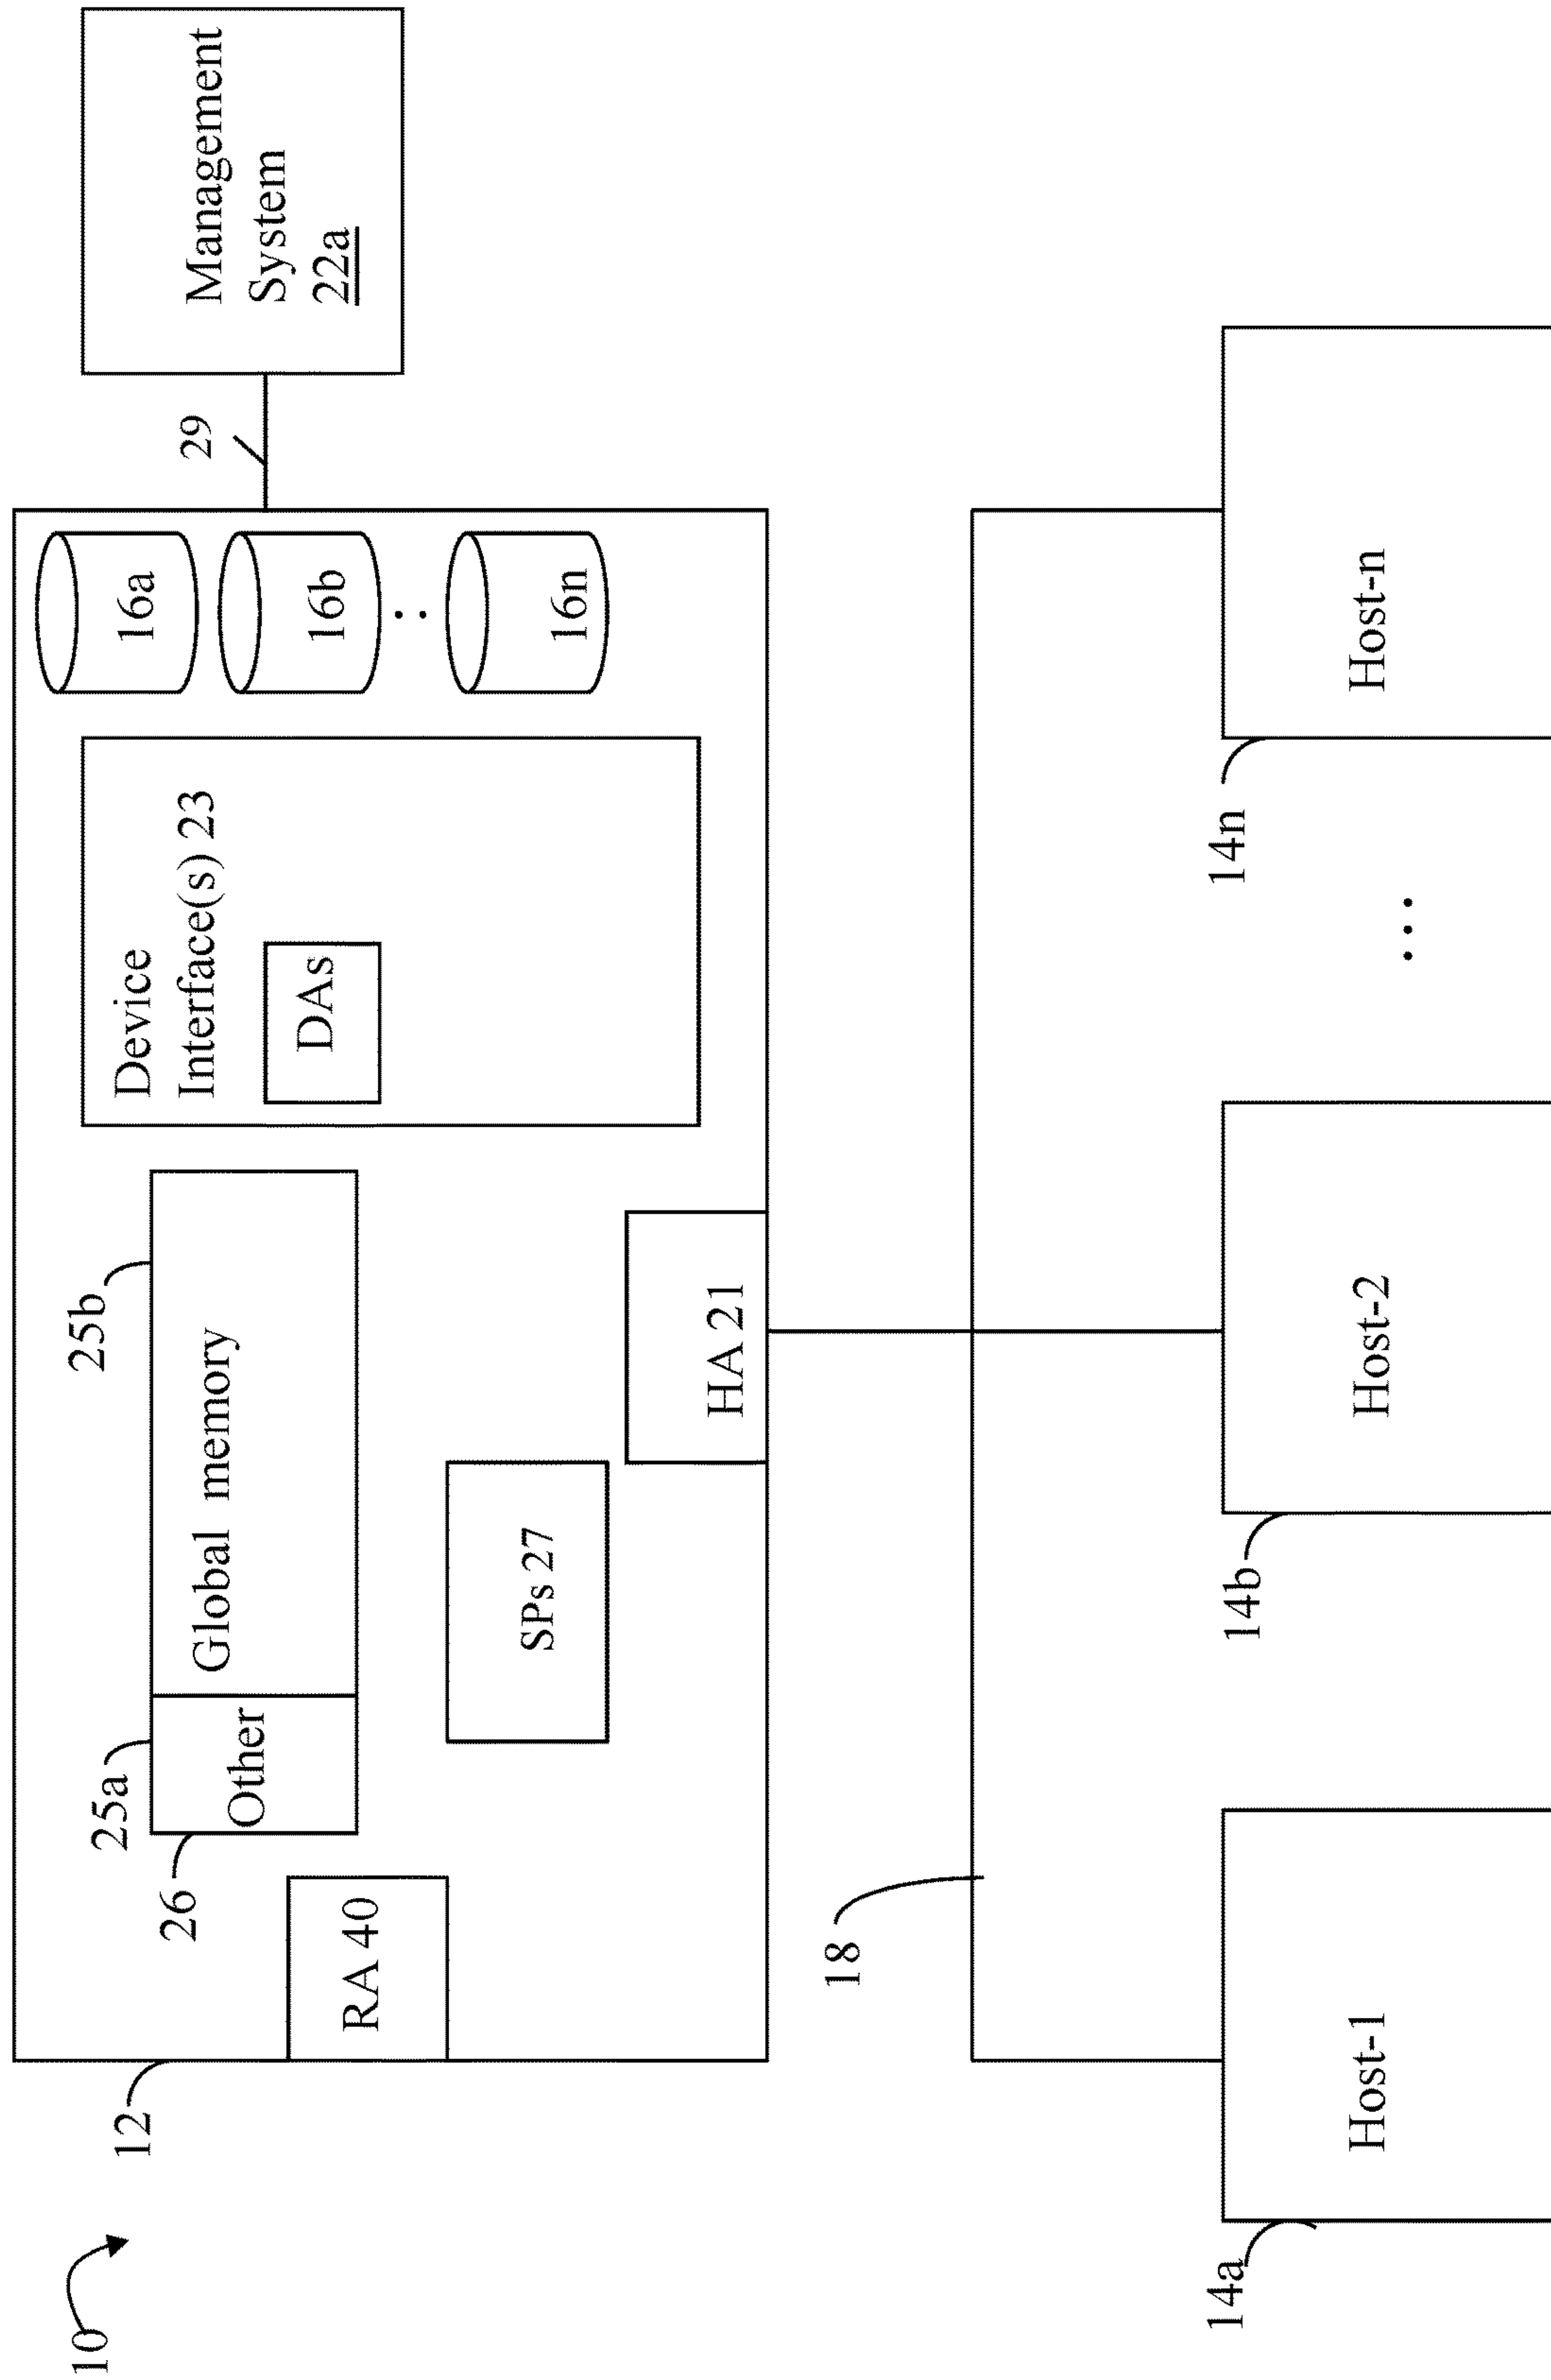 10
12
RA 40
26
25a
Other
Global memory
25b
SPs 27
HA 21
Device
Interface(s) 23
DAs
16a
16b
16n
29
Management
System
22a
18
14a
Host-1
14b
Host-2
...
14n
Host-n